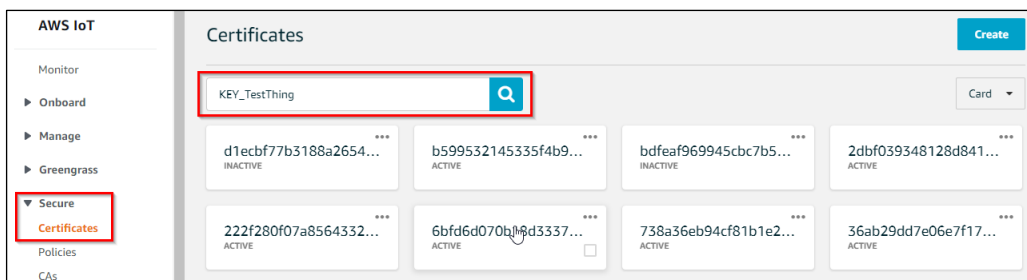 AWS IoT
Monitor
Onboard
Manage
Greengrass
Secure
Certificates
Policies
CAs
Certificates
Create
KEY_TestThing
Card
d1ecbf77b3188a2654...
INACTIVE
b599532145335f4b9...
ACTIVE
bdfeaf969945cbc7b5...
INACTIVE
2dbf039348128d841...
ACTIVE
222f280f07a8564332...
ACTIVE
ACTIVE
738a36eb94cf81b1e2...
ACTIVE
36ab29dd7e06e7f17...
ACTIVE